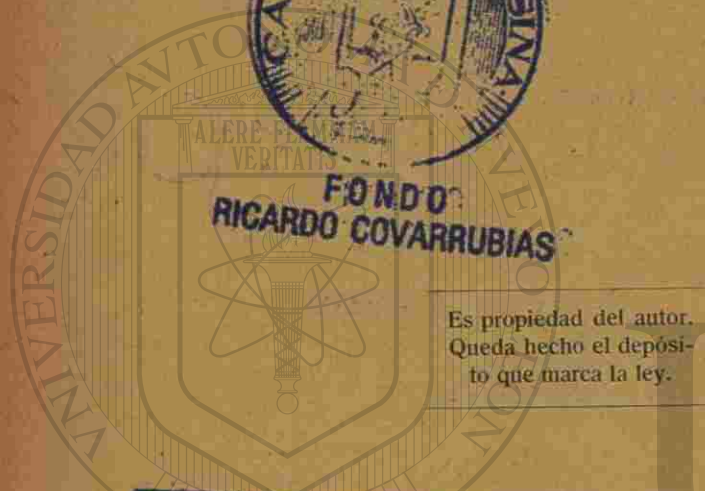 ALERE FLAMMAM
VERITATIS
FONDO
RICARDO COVARRUBIAS
Es propiedad del autor.
Queda hecho el depósi-
to que marca la ley.